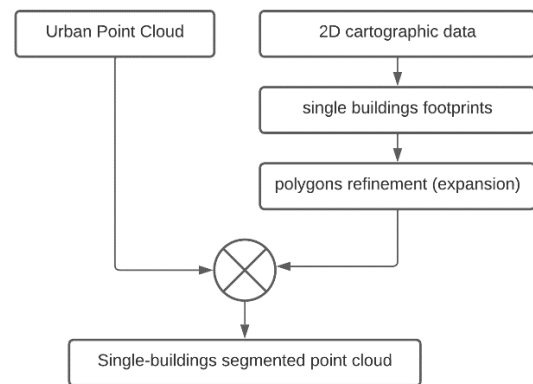 Urban Point Cloud
2D cartographic data
single buildings footprints
polygons refinement (expansion)
Single-buildings segmented point cloud